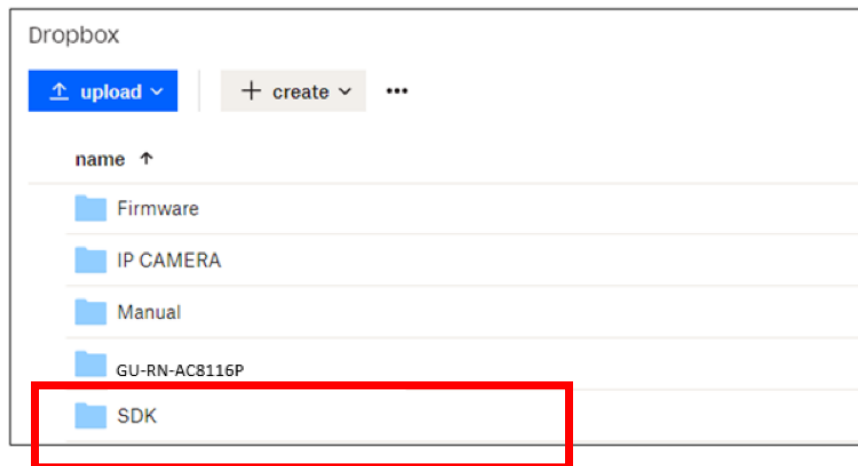 Dropbox
upload + create •••
name ↑
Firmware
IP CAMERA
Manual
GU-RN-AC8116P
SDK